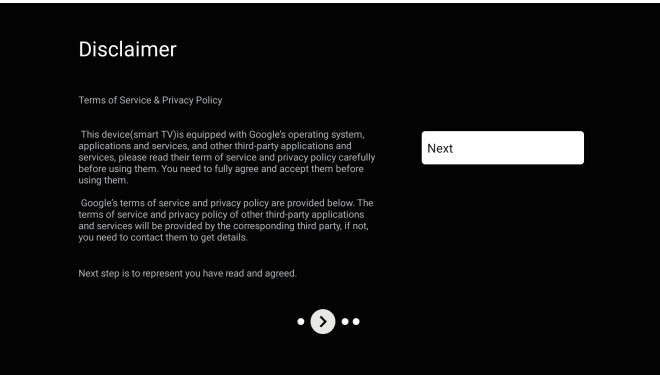 Disclaimer
Terms of Service & Privacy Policy
This device(smart TV)is equipped with Google's operating system,
applications and services, and other third-party applications and
services, please read their term of service and privacy policy carefully
before using them. You need to fully agree and accept them before
using them.
Google's terms of service and privacy policy are provided below. The
terms of service and privacy policy of other third-party applications
and services will be provided by the corresponding third party, if not,
you need to contact them to get details.
Next step is to represent you have read and agreed.
Next